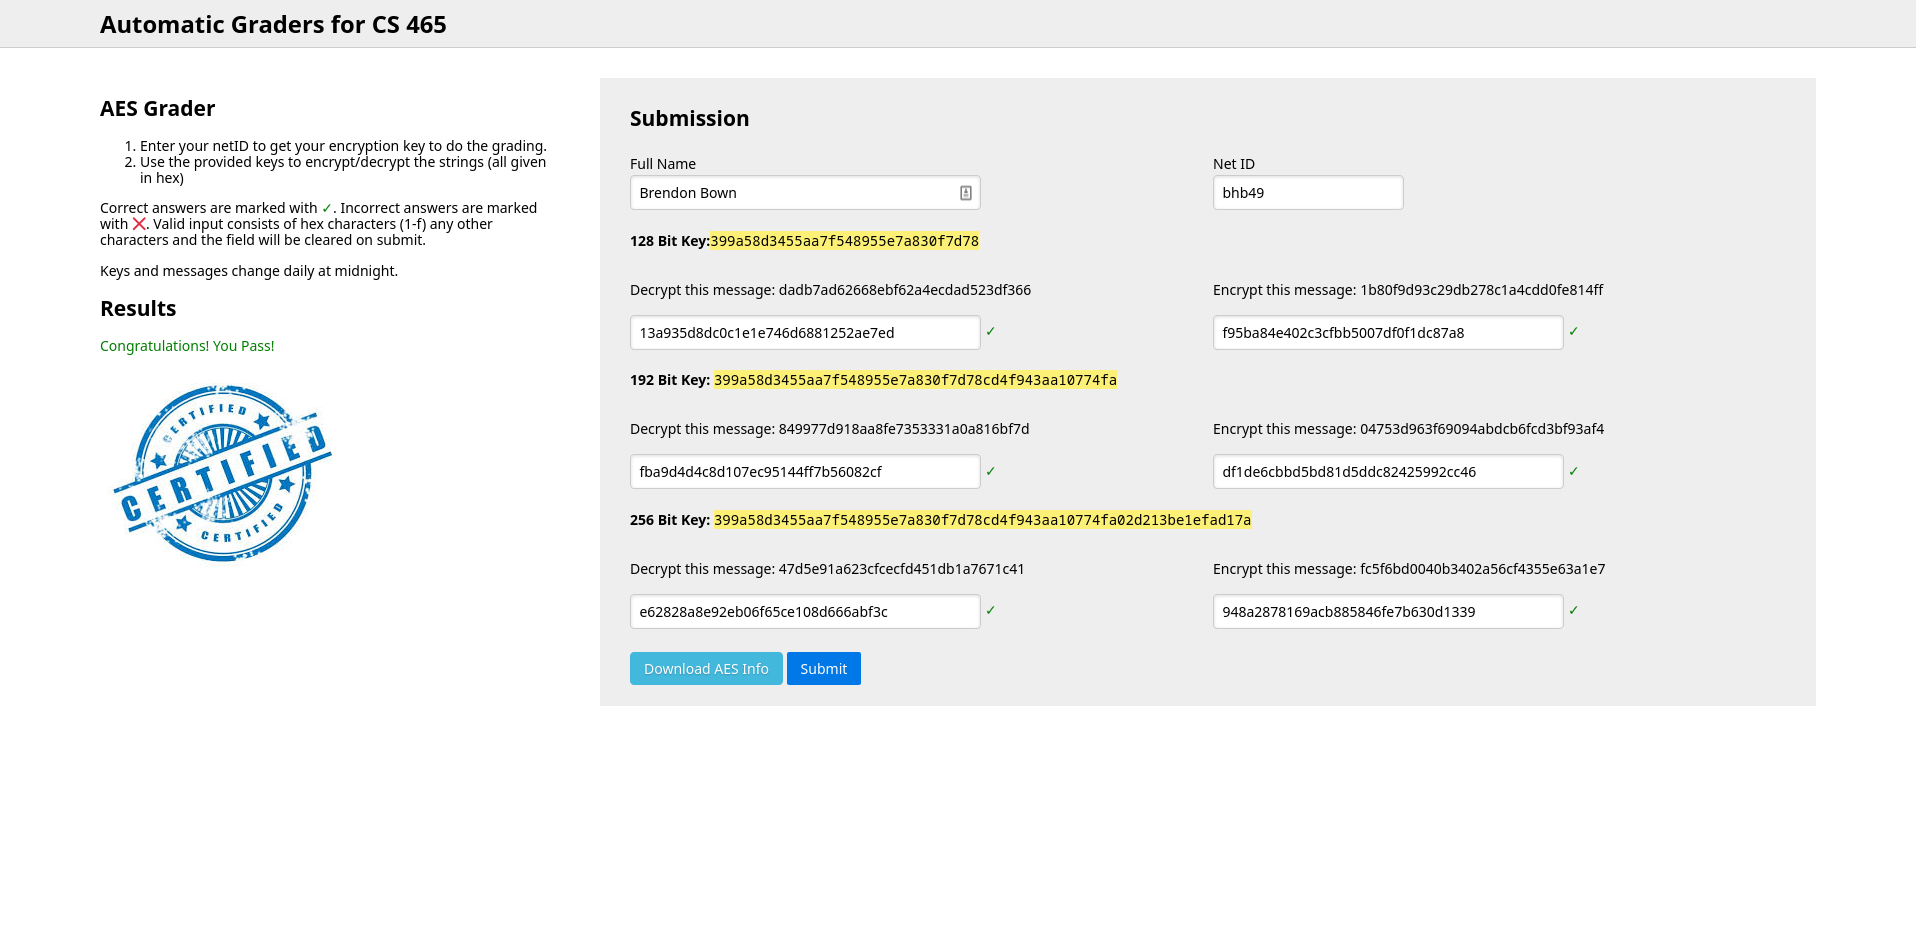 Automatic Graders for CS 465
AES Grader
1. Enter your netID to get your encryption key to do the grading.
2. Use the provided keys to encrypt/decrypt the strings (all given
in hex)
Correct answers are marked with ✓. Incorrect answers are marked
with ❌. Valid input consists of hex characters (1-f) any other
characters and the field will be cleared on submit.
Keys and messages change daily at midnight.
Results
Congratulations! You Pass!
CERTIFIED
CERTIFIED
CERTIFIED
Submission
Full Name
Net ID
Brendon Bown
bhb49
128 Bit Key:399a58d3455aa7f548955e7a830f7d78
Decrypt this message: dadb7ad62668ebf62a4ecdad523df366
Encrypt this message: 1b80f9d93c29db278c1a4cdd0fe814ff
13a935d8dc0c1e1e746d6881252ae7ed ✓
f95ba84e402c3cfbb5007df0f1dc87a8 ✓
192 Bit Key: 399a58d3455aa7f548955e7a830f7d78cd4f943aa10774fa
Decrypt this message: 849977d918aa8fe7353331a0a816bf7d
Encrypt this message: 04753d963f69094abdcb6fcd3bf93af4
fba9d4d4c8d107ec95144ff7b56082cf ✓
df1de6cbbd5bd81d5ddc82425992cc46 ✓
256 Bit Key: 399a58d3455aa7f548955e7a830f7d78cd4f943aa10774fa02d213be1efad17a
Decrypt this message: 47d5e91a623cfcecfd451db1a7671c41
Encrypt this message: fc5f6bd0040b3402a56cf4355e63a1e7
e62828a8e92eb06f65ce108d666abf3c ✓
948a2878169acb885846fe7b630d1339 ✓
Download AES Info
Submit